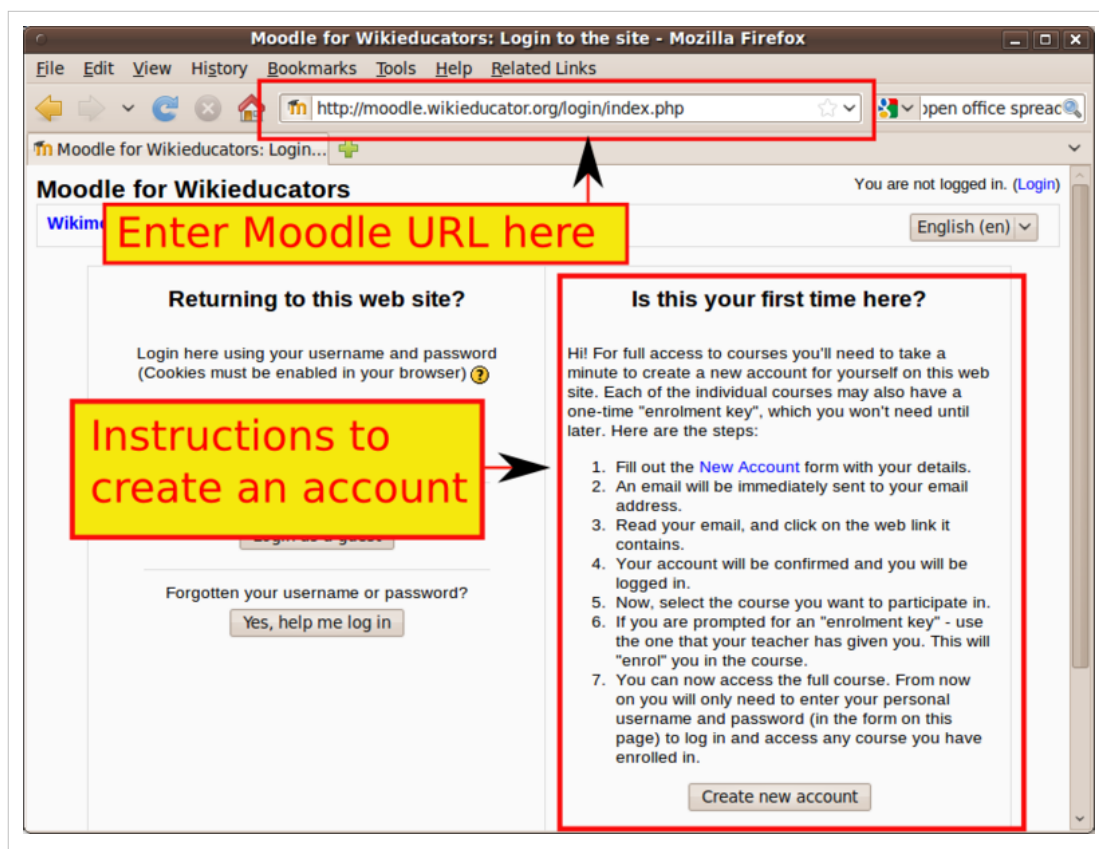 Moodle for Wikieducators: Login to the site - Mozilla Firefox
File Edit View History Bookmarks Tools Help Related Links
http://moodle.wikieducator.org/login/index.php
open office spread
Moodle for Wikieducators: Login...
Moodle for Wikieducators
You are not logged in. (Login)
Enter Moodle URL here
English (en)
Returning to this web site?
Login here using your username and password
(Cookies must be enabled in your browser)
Instructions to
create an account
Login as a guest
Forgotten your username or password?
Yes, help me log in
Is this your first time here?
Hi! For full access to courses you'll need to take a
minute to create a new account for yourself on this web
site. Each of the individual courses may also have a
one-time "enrolment key", which you won't need until
later. Here are the steps:
1. Fill out the New Account form with your details.
2. An email will be immediately sent to your email
address.
3. Read your email, and click on the web link it
contains.
4. Your account will be confirmed and you will be
logged in.
5. Now, select the course you want to participate in.
6. If you are prompted for an "enrolment key" - use
the one that your teacher has given you. This will
"enrol" you in the course.
7. You can now access the full course. From now
on you will only need to enter your personal
username and password (in the form on this
page) to log in and access any course you have
enrolled in.
Create new account